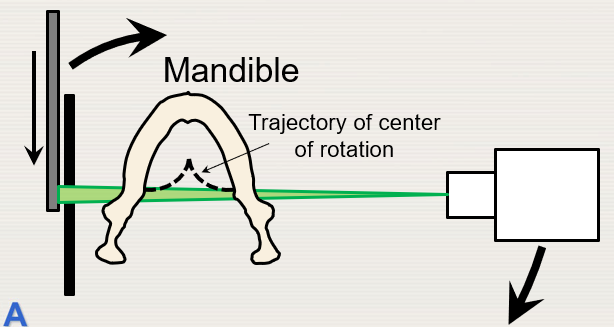 Mandible
Trajectory of center
of rotation
A